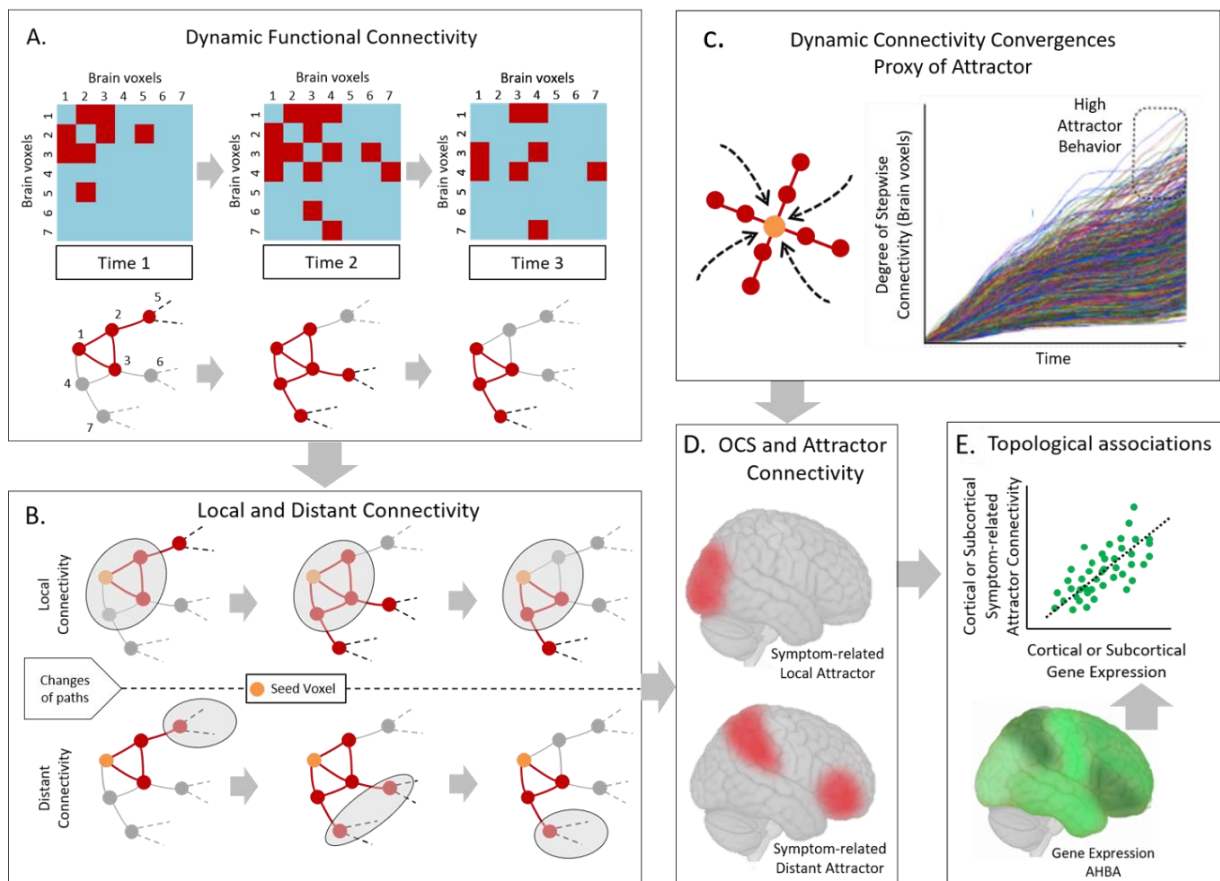 A.
Dynamic Functional Connectivity
Brain voxels
1 2 3 4 5 6 7
Brain voxels
1
2
3
4
5
6
7
Time 1
Brain voxels
1 2 3 4 5 6 7
Brain voxels
1
2
3
4
5
6
7
Time 2
Brain voxels
1 2 3 4 5 6 7
Brain voxels
1
2
3
4
5
6
7
Time 3
5
2
1
3
6
4
7
B.
Local and Distant Connectivity
Local
Connectivity
Changes
of paths
Seed Voxel
Distant
Connectivity
C.
Dynamic Connectivity Convergences
Proxy of Attractor
Degree of Stepwise
Connectivity (Brain voxels)
High
Attractor
Behavior
Time
D.
OCS and Attractor
Connectivity
Symptom-related
Local Attractor
Symptom-related
Distant Attractor
E.
Topological associations
Cortical or Subcortical
Symptom-related
Attractor Connectivity
Cortical or Subcortical
Gene Expression
Gene Expression
AHBA